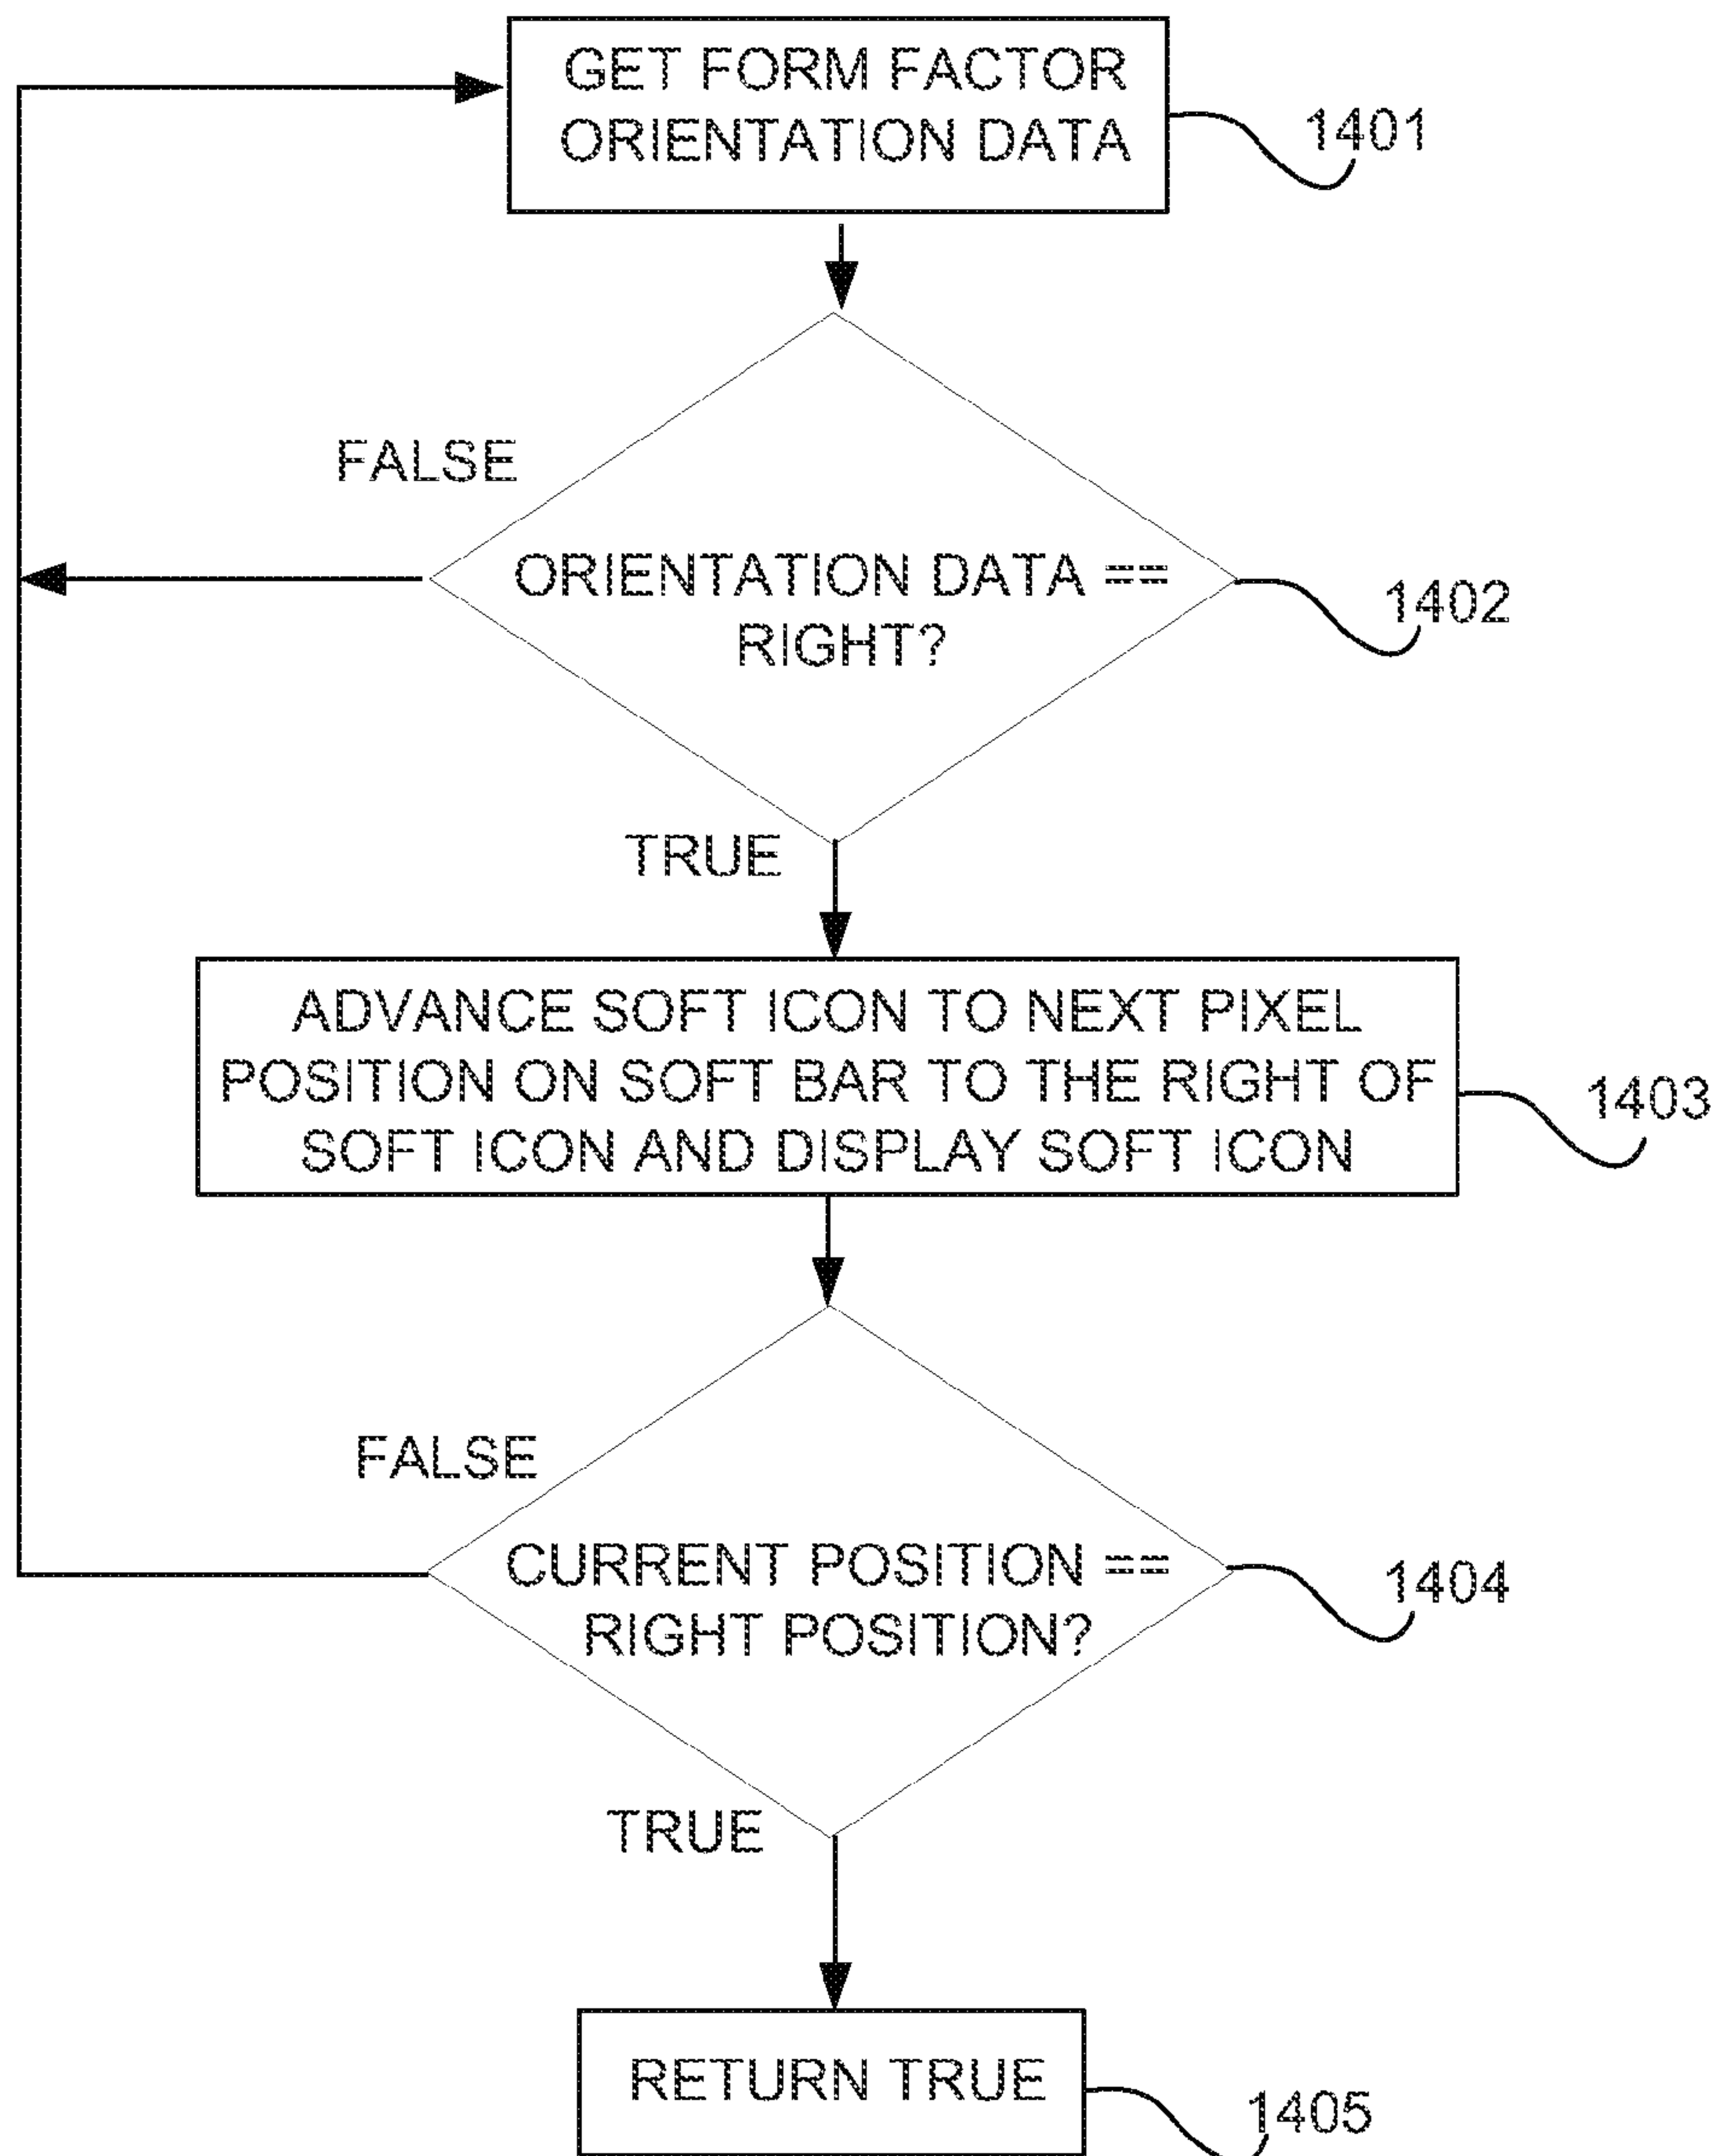 GET FORM FACTOR
ORIENTATION DATA
1401
FALSE
ORIENTATION DATA ==
RIGHT?
1402
TRUE
ADVANCE SOFT ICON TO NEXT PIXEL
POSITION ON SOFT BAR TO THE RIGHT OF
SOFT ICON AND DISPLAY SOFT ICON
1403
FALSE
CURRENT POSITION ==
RIGHT POSITION?
1404
TRUE
RETURN TRUE
1405